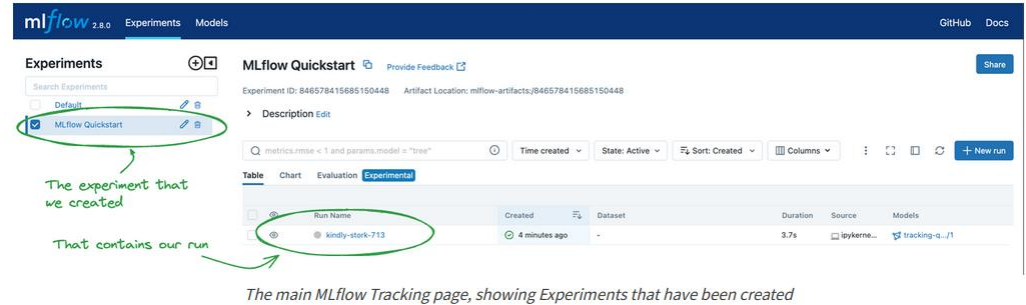 mlflow 2.8.0 Experiments Models GitHub Docs
Experiments
Search Experiments
Default
MLflow Quickstart
MLflow Quickstart Provide Feedback Share
Experiment ID: 846578415685150448 Artifact Location: mlflow-artifacts:/846578415685150448
Description Edit
metrics.rmse < 1 and params.model = "tree" Time created State: Active Sort: Created Columns + New run
Table Chart Evaluation Experimental
Run Name Created Dataset Duration Source Models
kindly-stork-713 4 minutes ago - 3.7s ipykerne... tracking-q.../1
The experiment that
we created
That contains our run
The main MLflow Tracking page, showing Experiments that have been created